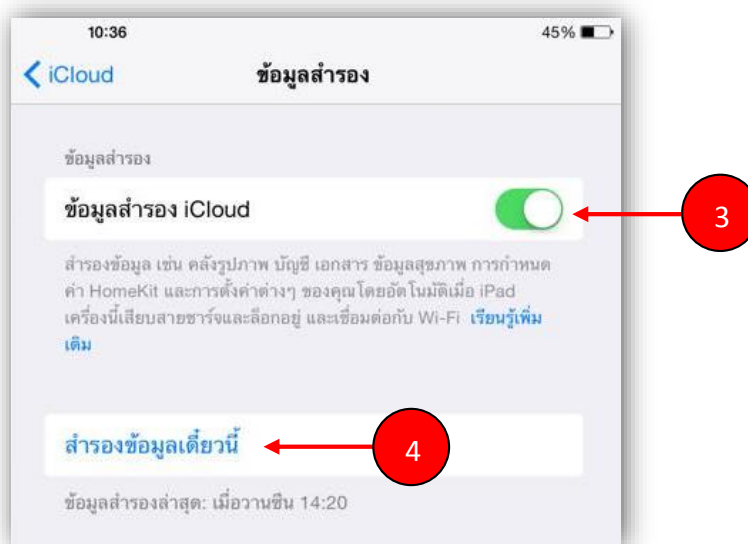 10:36 45%
iCloud ข้อมูลสำรอง
ข้อมูลสำรอง
ข้อมูลสำรอง iCloud
3
สำรองข้อมูล เช่น คลังรูปภาพ บัญชี เอกสาร ข้อมูลสุขภาพ การกำหนด
ค่า HomeKit และการตั้งค่าต่างๆ ของคุณโดยอัตโนมัติเมื่อ iPad
เครื่องนี้เสียบสายชาร์จและล็อกอยู่ และเชื่อมต่อกับ Wi-Fi เรียนรู้เพิ่ม
เติม
สำรองข้อมูลเดี๋ยวนี้
4
ข้อมูลสำรองล่าสุด: เมื่อวานซืน 14:20